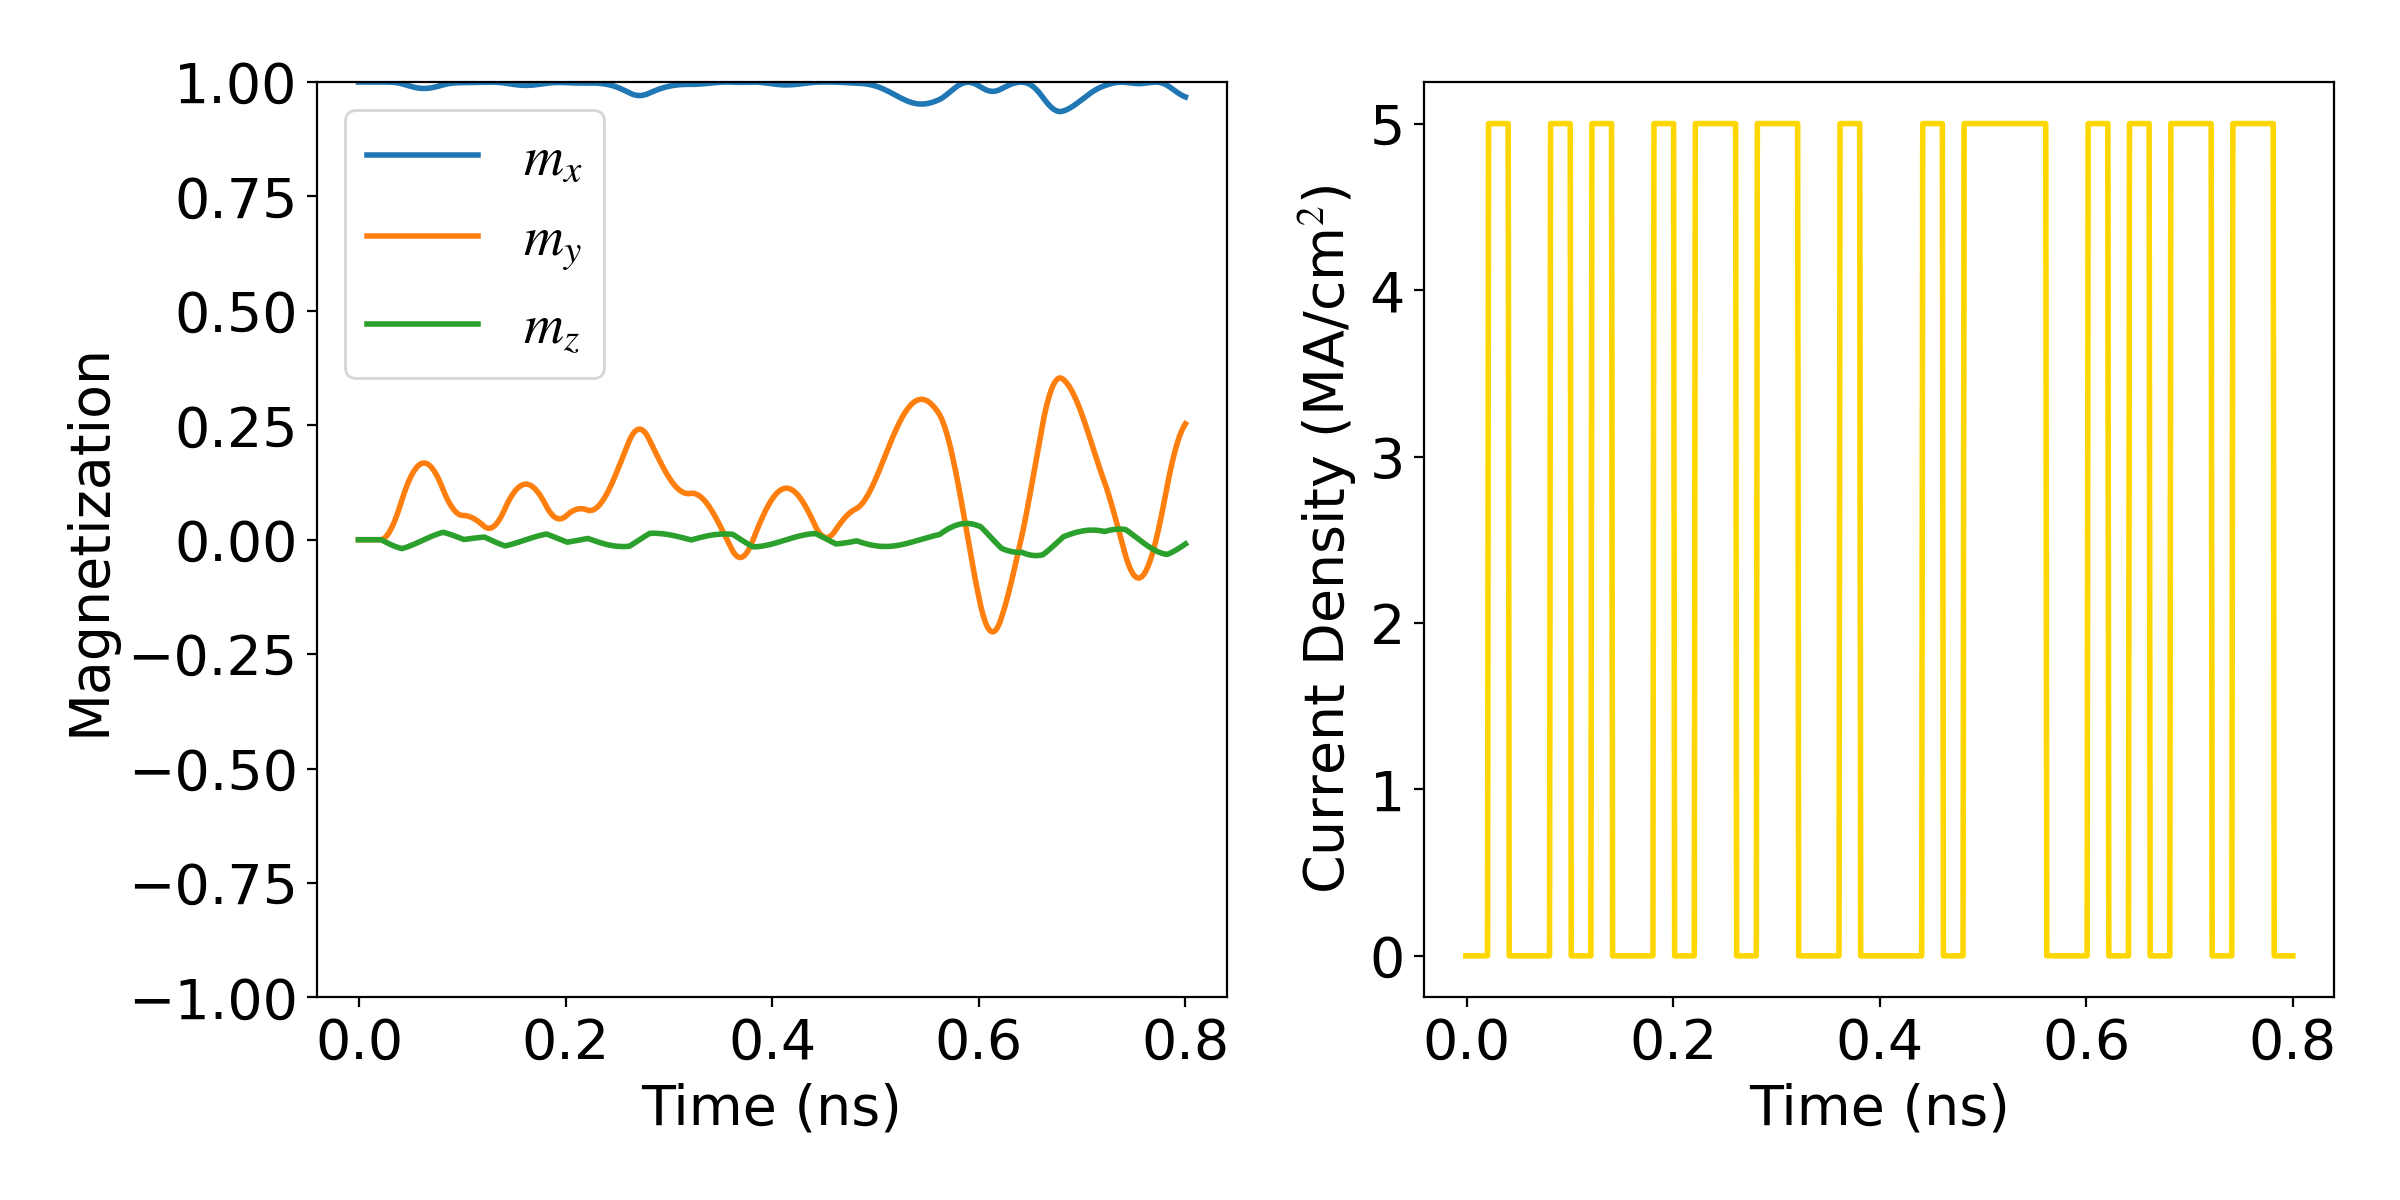 Magnetization
1.00
0.75
0.50
0.25
0.00
−0.25
−0.50
−0.75
−1.00
0.0 0.2 0.4 0.6 0.8
Time (ns)
m_x
m_y
m_z
Current Density (MA/cm²)
5
4
3
2
1
0
0.0 0.2 0.4 0.6 0.8
Time (ns)